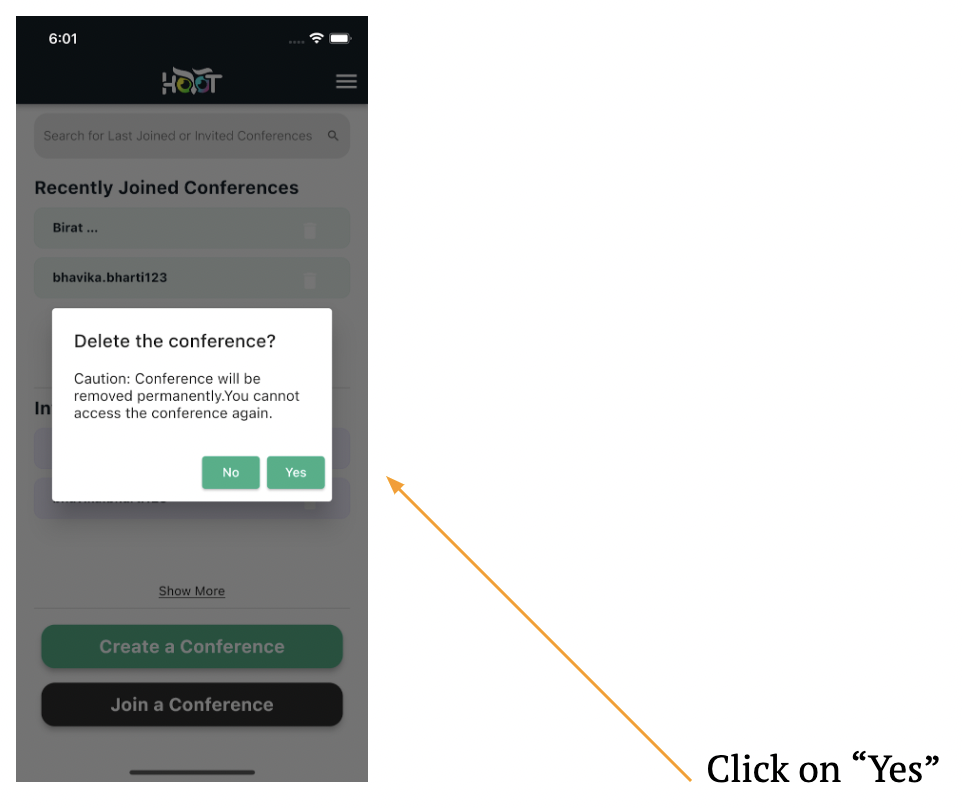 6:01
HOOT
Search for Last Joined or Invited Conferences
Recently Joined Conferences
Birat ...
bhavika.bharti123
Delete the conference?
Caution: Conference will be
removed permanently.You cannot
access the conference again.
In
No Yes
Show More
Create a Conference
Join a Conference
Click on “Yes”